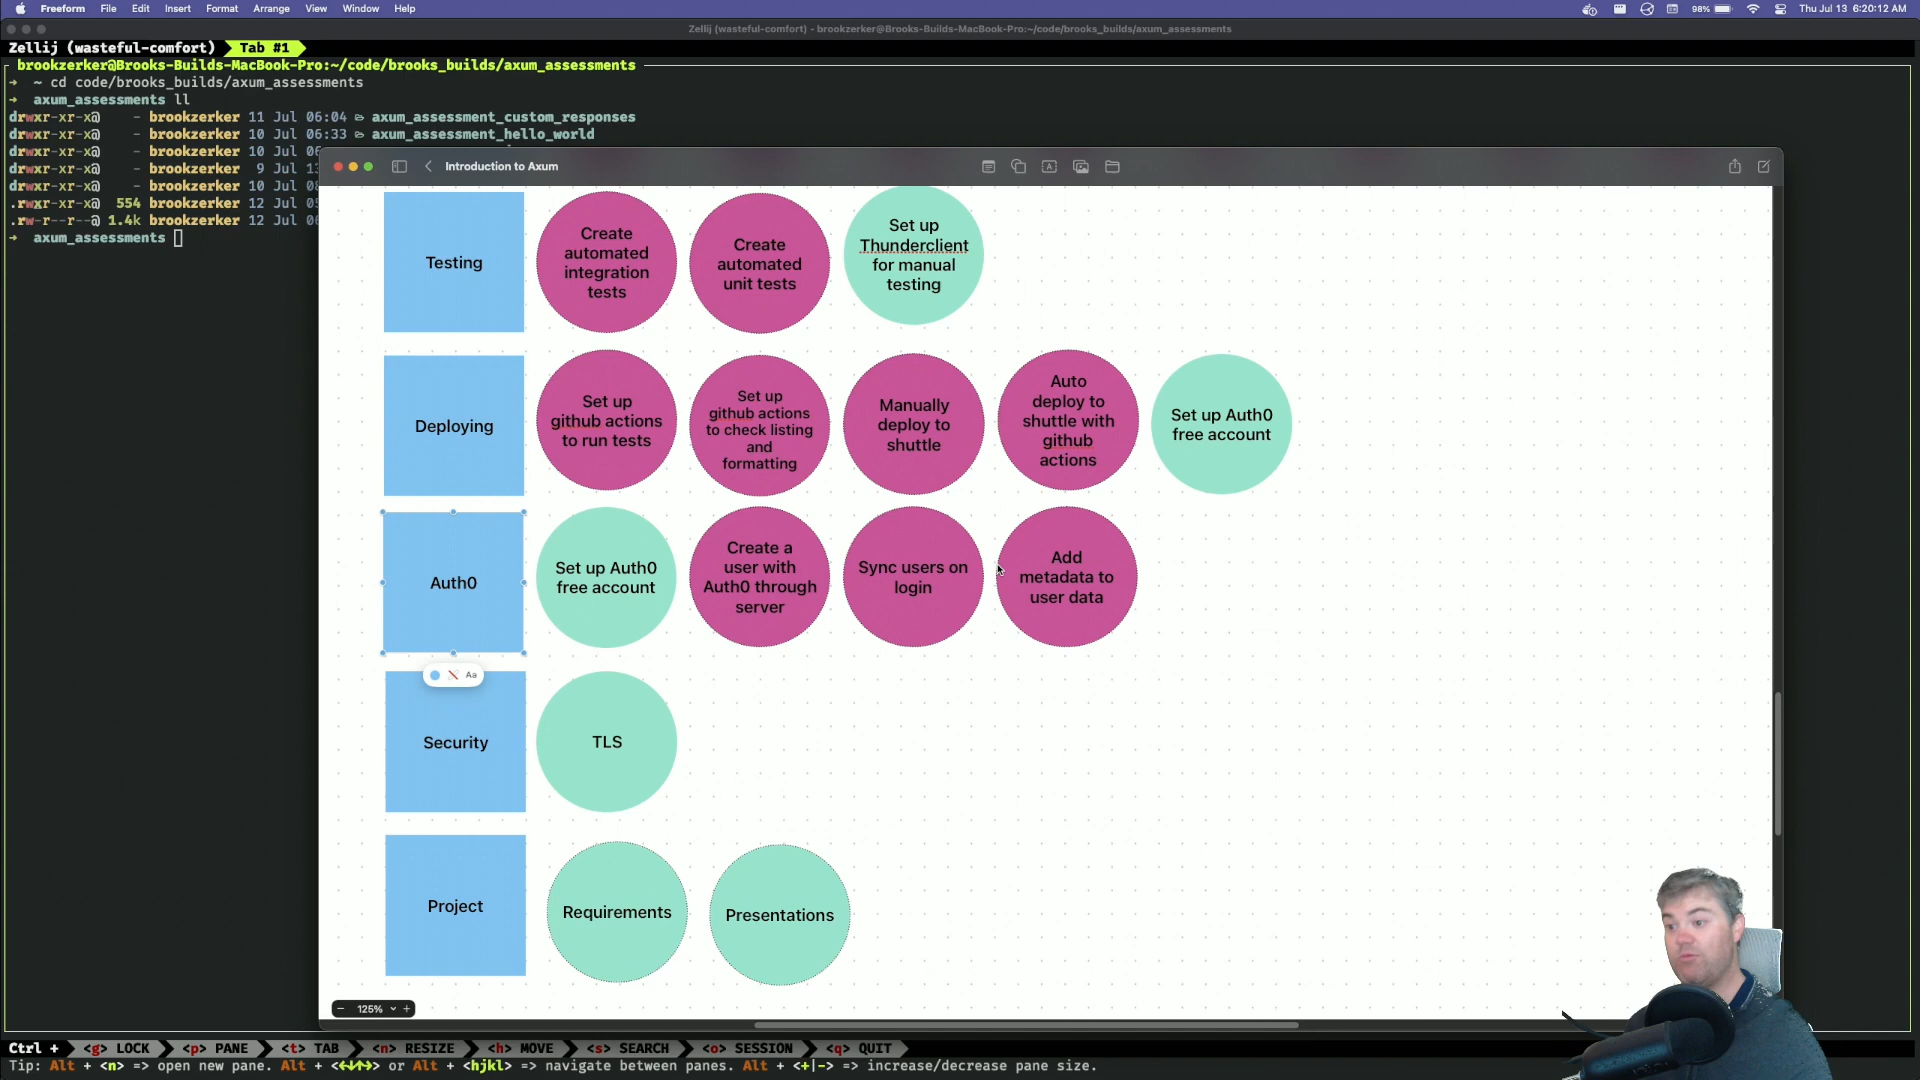 Freeform File Edit Insert Format Arrange View Window Help 98% Thu Jul 13 6:20:12 AM
Zellij (wasteful-comfort) - brookzerker@Brooks-Builds-MacBook-Pro:~/code/brooks_builds/axum_assessments
Zellij (wasteful-comfort) Tab #1
brookzerker@Brooks-Builds-MacBook-Pro:~/code/brooks_builds/axum_assessments
~ cd code/brooks_builds/axum_assessments
axum_assessments ll
drwxr-xr-x@ - brookzerker 11 Jul 06:04 axum_assessment_custom_responses
drwxr-xr-x@ - brookzerker 10 Jul 06:33 axum_assessment_hello_world
drwxr-xr-x@ - brookzerker 10 Jul
drwxr-xr-x@ - brookzerker 9 Jul
drwxr-xr-x@ - brookzerker 10 Jul
.rwxr-xr-x@ 554 brookzerker 12 Jul
.rw-r--r--@ 1.4k brookzerker 12 Jul
axum_assessments
Introduction to Axum
Testing
Create
automated
integration
tests
Create
automated
unit tests
Set up
Thunderclient
for manual
testing
Deploying
Set up
github actions
to run tests
Set up
github actions
to check listing
and
formatting
Manually
deploy to
shuttle
Auto
deploy to
shuttle with
github
actions
Set up Auth0
free account
Auth0
Set up Auth0
free account
Create a
user with
Auth0 through
server
Sync users on
login
Add
metadata to
user data
Aa
Security
TLS
Project
Requirements
Presentations
− 125% +
Ctrl + <g> LOCK <p> PANE <t> TAB <n> RESIZE <h> MOVE <s> SEARCH <o> SESSION <q> QUIT
Tip: Alt + <n> => open new pane. Alt + <←↓↑→> or Alt + <hjkl> => navigate between panes. Alt + <+|-> => increase/decrease pane size.